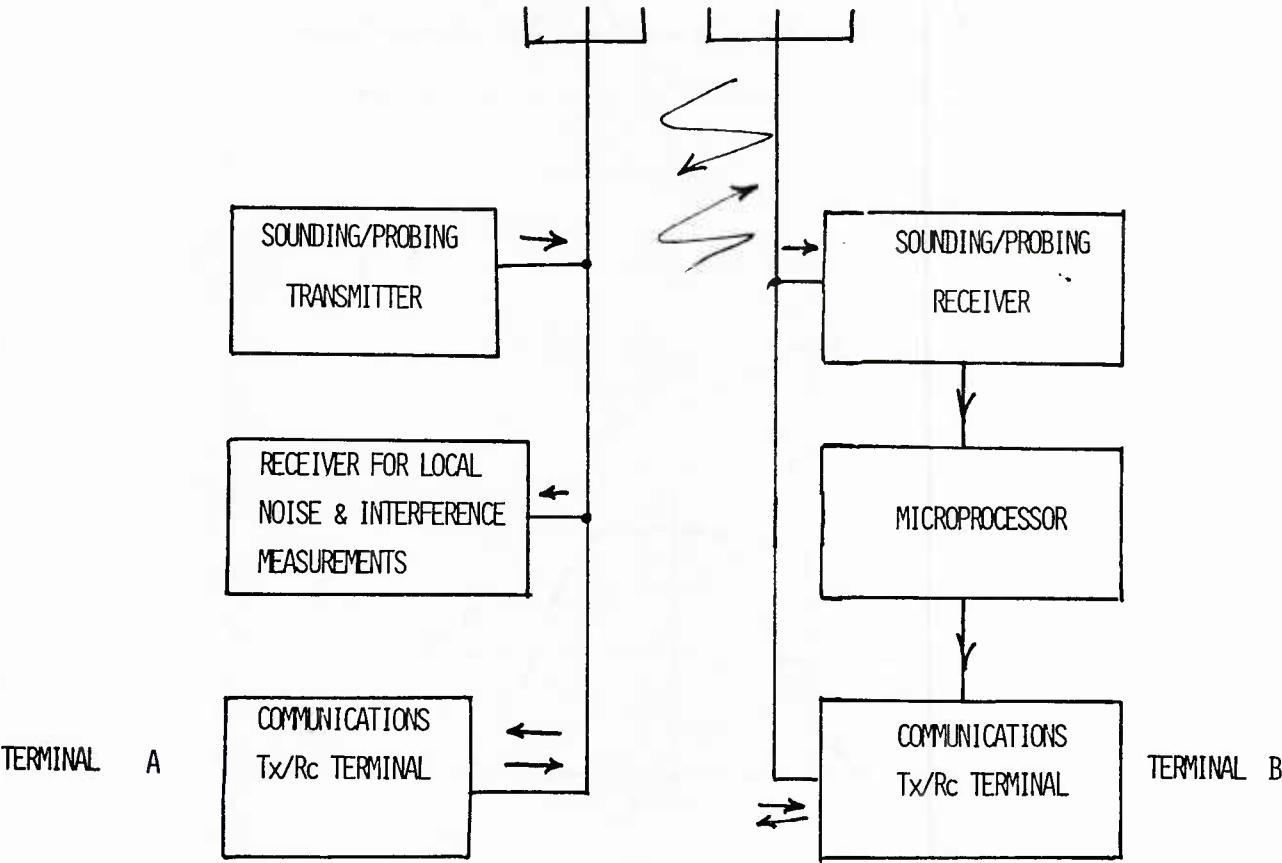 SOUNDING/PROBING
TRANSMITTER
SOUNDING/PROBING
RECEIVER
RECEIVER FOR LOCAL
NOISE & INTERFERENCE
MEASUREMENTS
MICROPROCESSOR
TERMINAL A
COMMUNICATIONS
Tx/Rc TERMINAL
COMMUNICATIONS
Tx/Rc TERMINAL
TERMINAL B